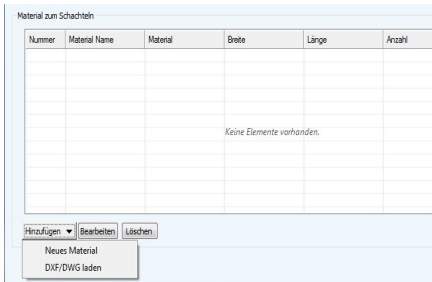 Material zum Schachteln
Nummer Material Name Material Breite Länge Anzahl
Keine Elemente vorhanden.
Hinzufügen Bearbeiten Löschen
Neues Material
DXF/DWG laden